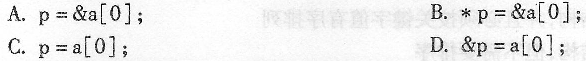 A. p=&a[0];
B. * p=&a[0];
C. p=a[0];
D. &p=a[0];